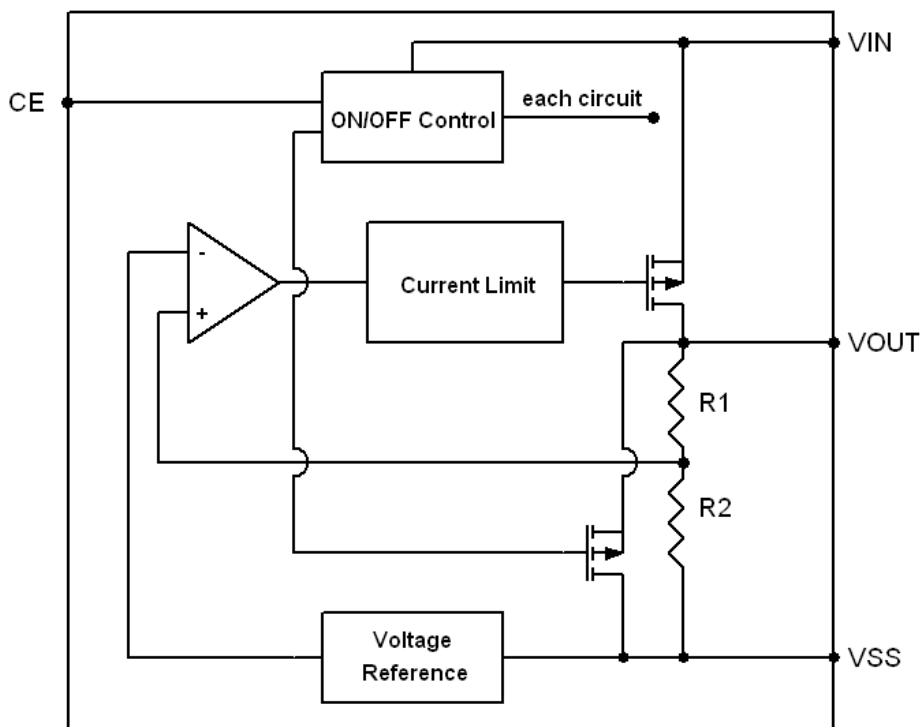 VIN
CE
ON/OFF Control
each circuit
-
+
Current Limit
VOUT
R1
R2
Voltage
Reference
VSS